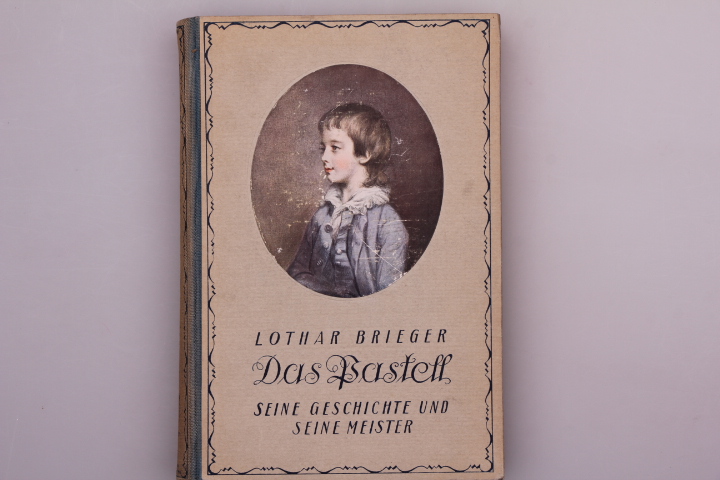 LOTHAR BRIEGER
Das Pastell
SEINE GESCHICHTE UND
SEINE MEISTER